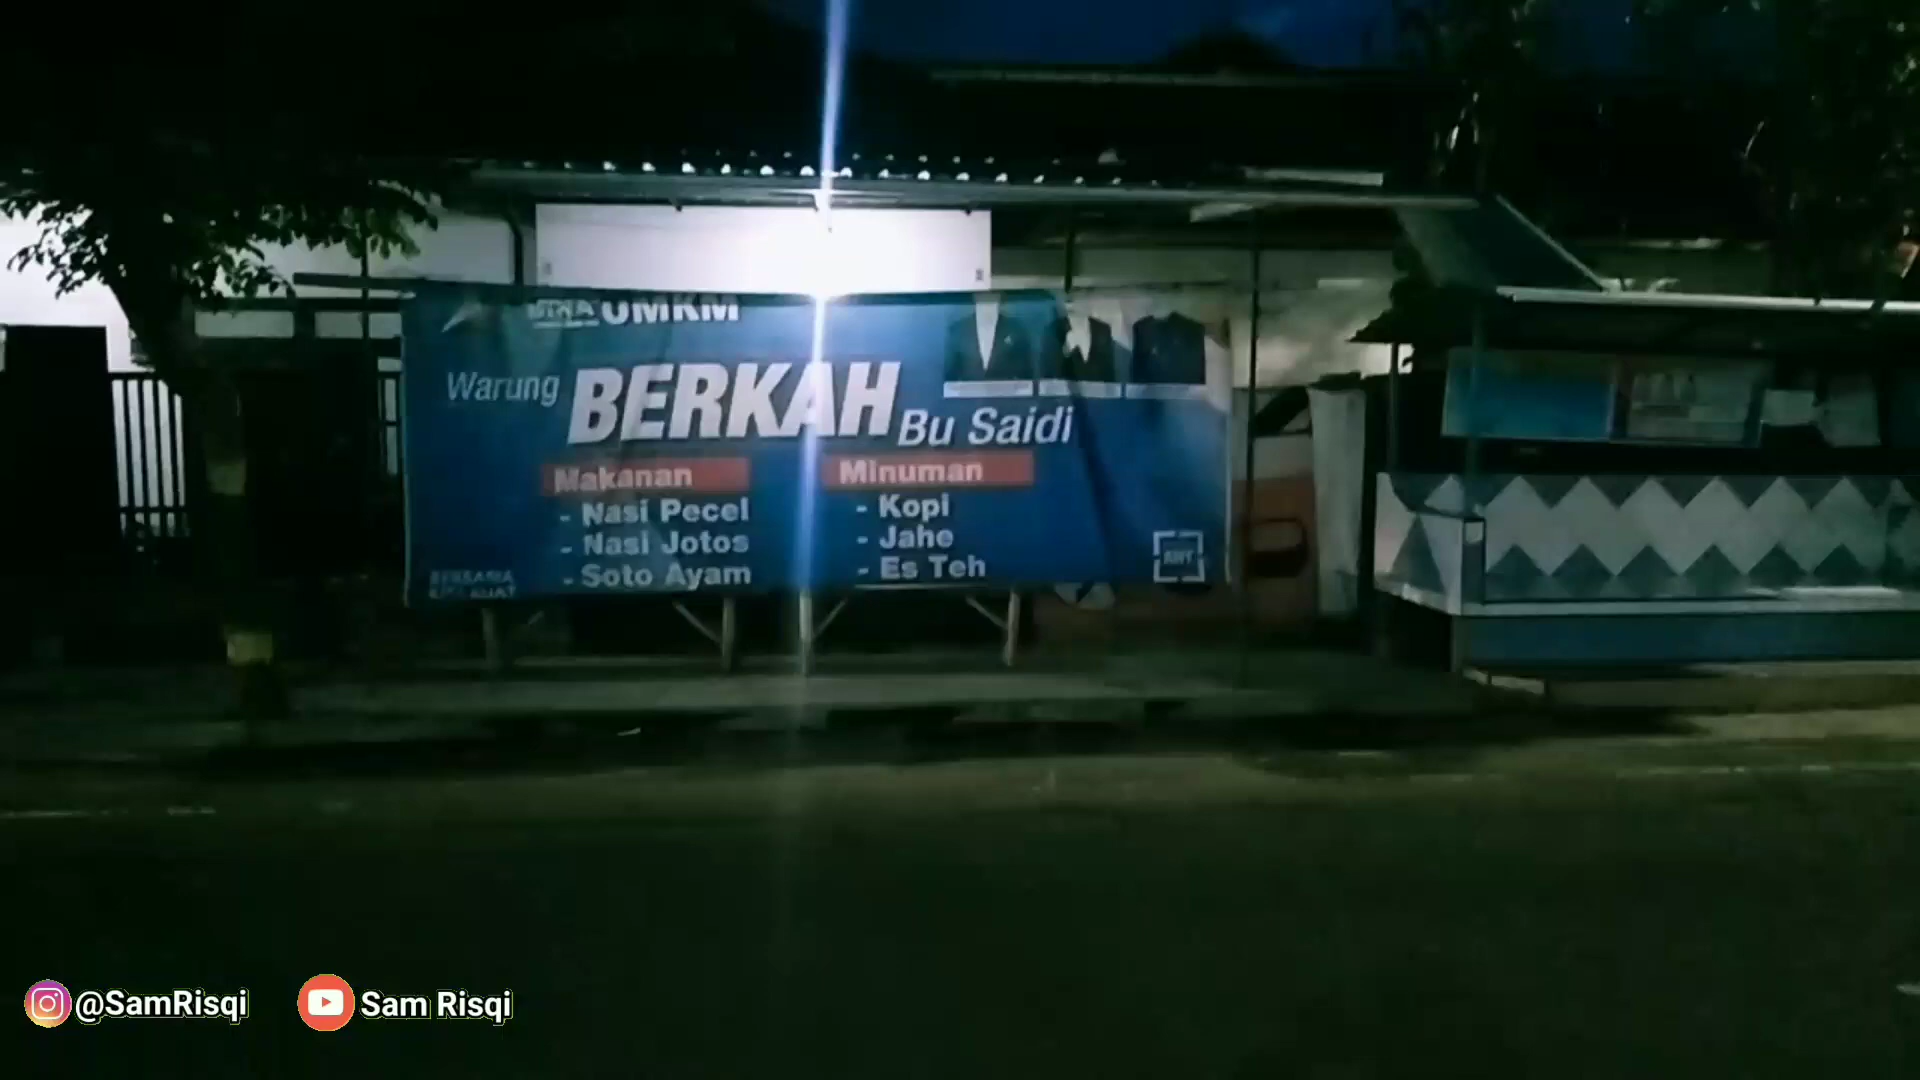 UMKM
Warung BERKAH Bu Saidi
Makanan
- Nasi Pecel
- Nasi Jotos
- Soto Ayam
Minuman
- Kopi
- Jahe
- Es Teh
@SamRisqi
Sam Risqi